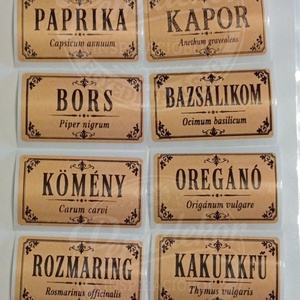 PAPRIKA
Capsicum annuum
KAPOR
Anethum graveolens
BORS
Piper nigrum
BAZSALIKOM
Ocimum basilicum
KÖMÉNY
Carum carvi
OREGÁNÓ
Origánum vulgare
ROZMARING
Rosmarinus officinalis
KAKUKKFŰ
Thymus vulgaris